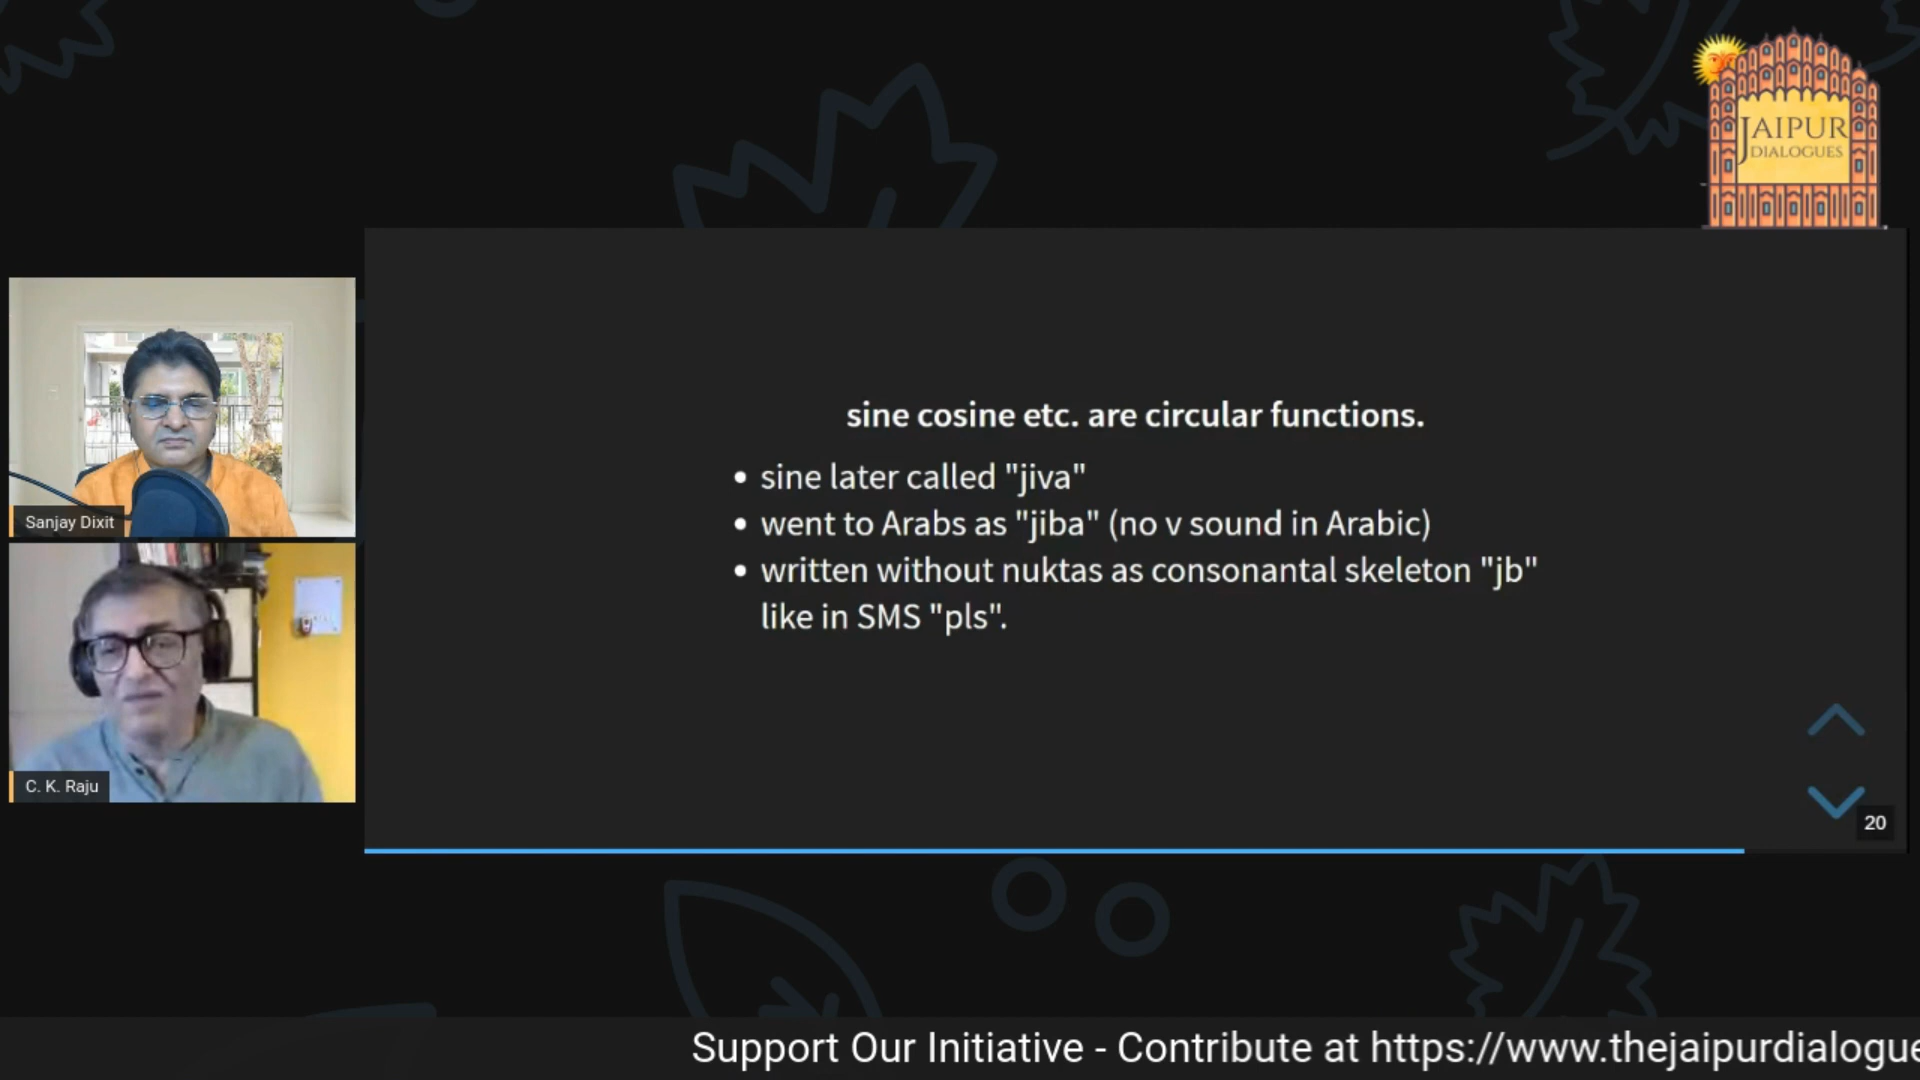 JAIPUR
DIALOGUES
sine cosine etc. are circular functions.
• sine later called "jiva"
• went to Arabs as "jiba" (no v sound in Arabic)
• written without nuktas as consonantal skeleton "jb"
like in SMS "pls".
Sanjay Dixit
C. K. Raju
20
Support Our Initiative - Contribute at https://www.thejaipurdialogue